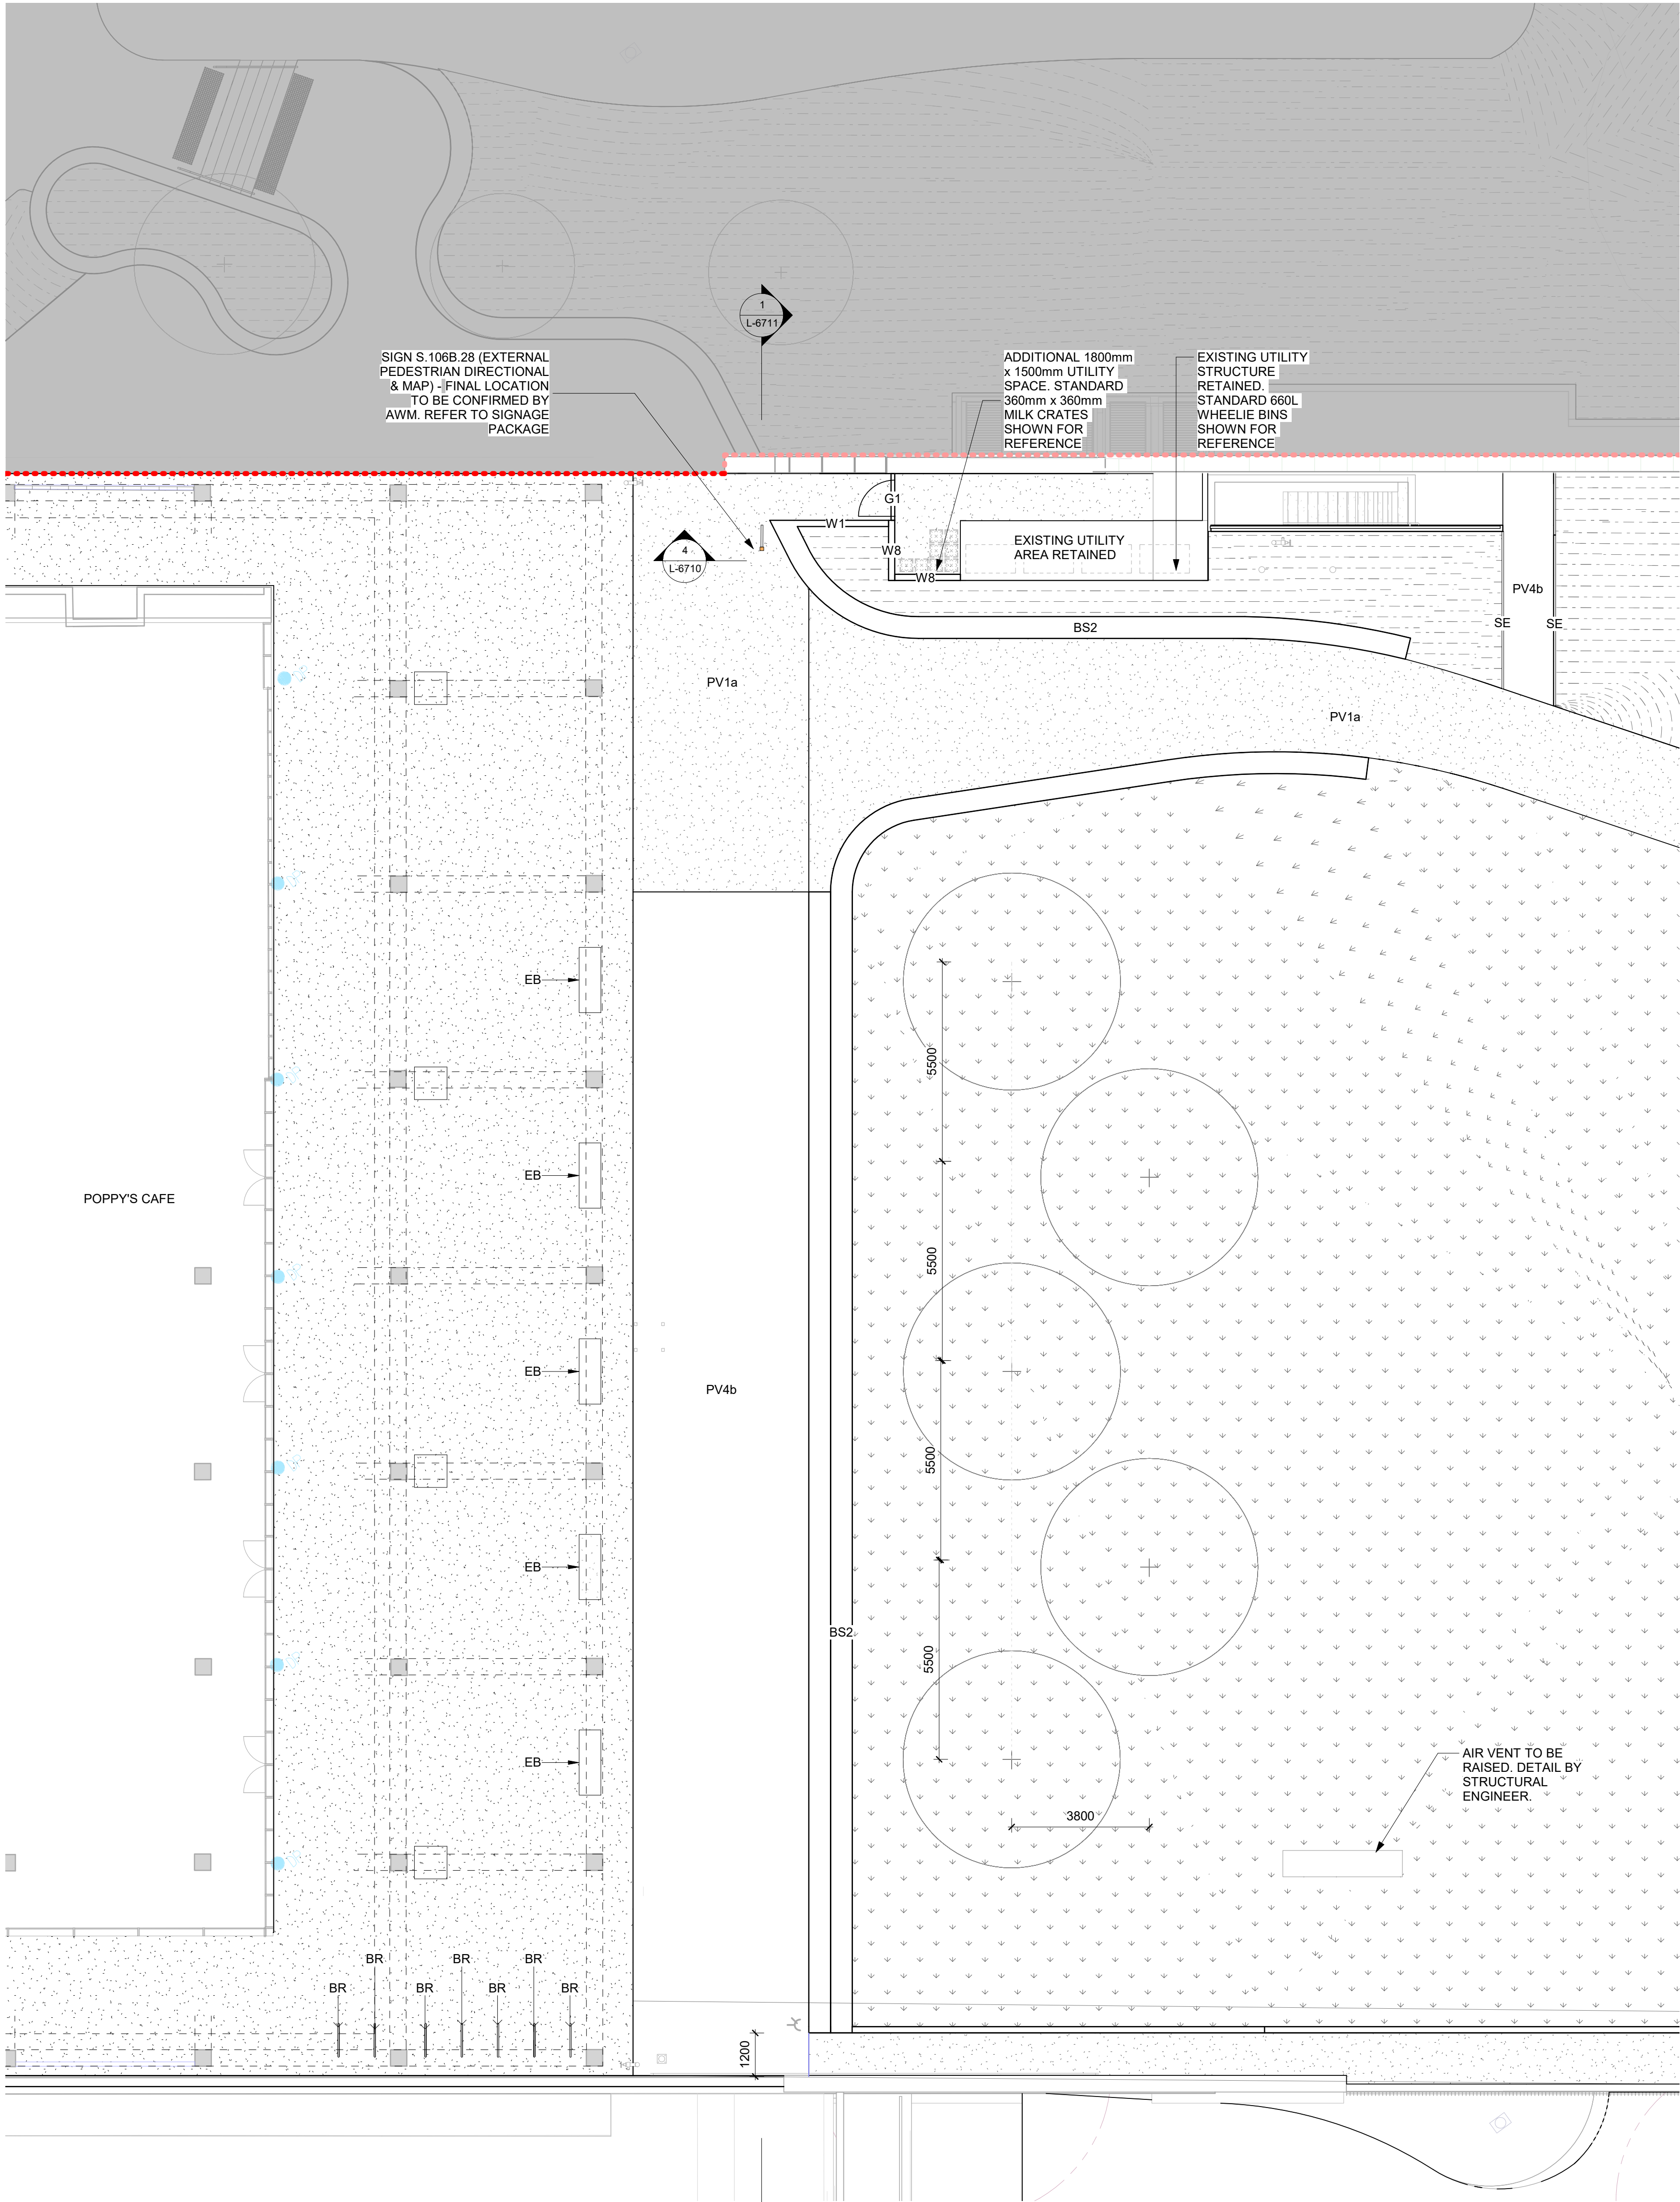 1
L-6711
SIGN S.106B.28 (EXTERNAL
PEDESTRIAN DIRECTIONAL
& MAP) - FINAL LOCATION
TO BE CONFIRMED BY
AWM. REFER TO SIGNAGE
PACKAGE
ADDITIONAL 1800mm
x 1500mm UTILITY
SPACE. STANDARD
360mm x 360mm
MILK CRATES
SHOWN FOR
REFERENCE
EXISTING UTILITY
STRUCTURE
RETAINED.
STANDARD 660L
WHEELIE BINS
SHOWN FOR
REFERENCE
G1
W1
W8
W8
EXISTING UTILITY
AREA RETAINED
4
L-6710
PV4b
SE
SE
BS2
PV1a
PV1a
EB
5500
EB
POPPY'S CAFE
5500
EB
PV4b
5500
EB
BS2
5500
EB
AIR VENT TO BE
RAISED. DETAIL BY
STRUCTURAL
ENGINEER.
3800
BR
BR
BR
BR
BR
BR
BR
1200